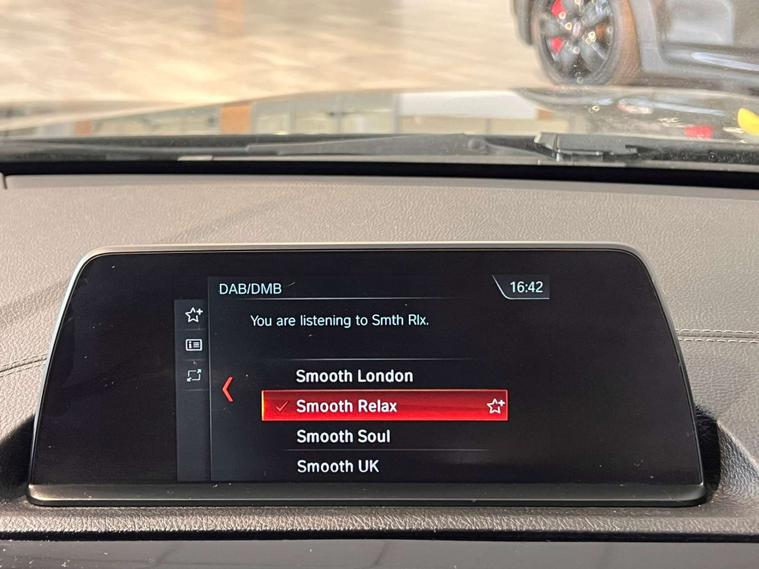 DAB/DMB
16:42
You are listening to Smth Rlx.
Smooth London
Smooth Relax
Smooth Soul
Smooth UK